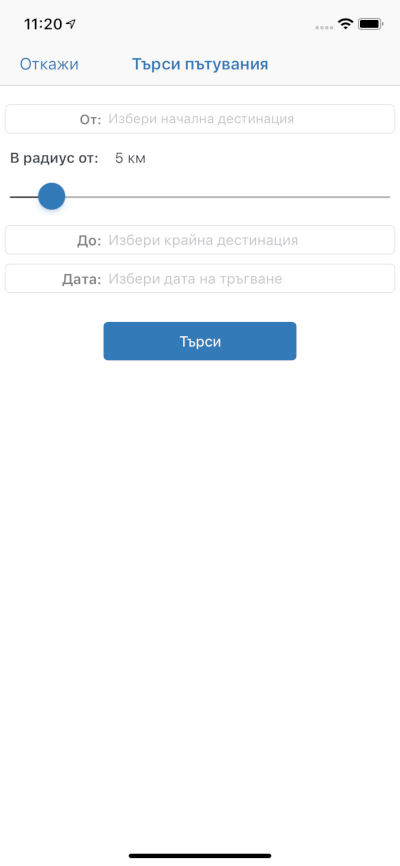 11:20
Откажи Търси пътувания
От: Избери начална дестинация
В радиус от: 5 км
До: Избери крайна дестинация
Дата: Избери дата на тръгване
Търси